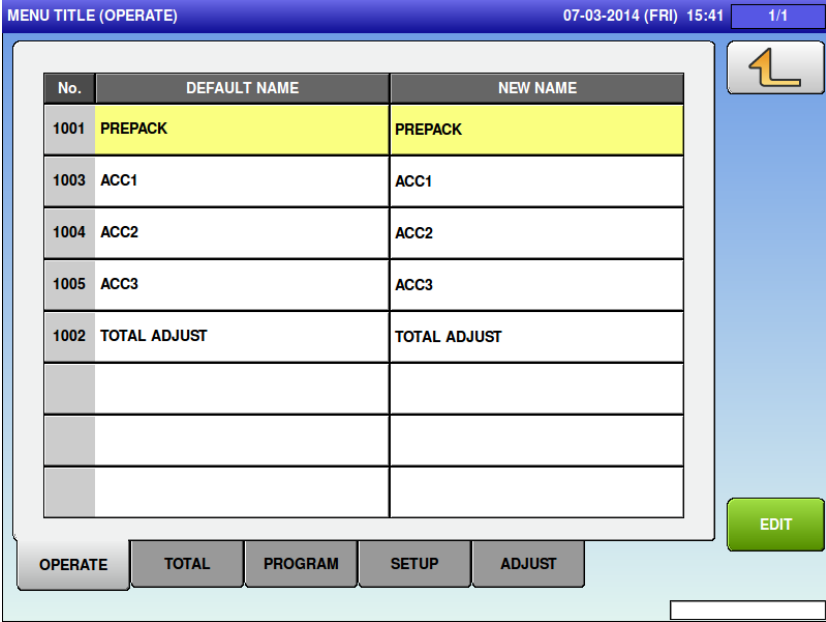 MENU TITLE (OPERATE) 07-03-2014 (FRI) 15:41 1/1
No. DEFAULT NAME NEW NAME
1001 PREPACK PREPACK
1003 ACC1 ACC1
1004 ACC2 ACC2
1005 ACC3 ACC3
1002 TOTAL ADJUST TOTAL ADJUST
EDIT
OPERATE TOTAL PROGRAM SETUP ADJUST